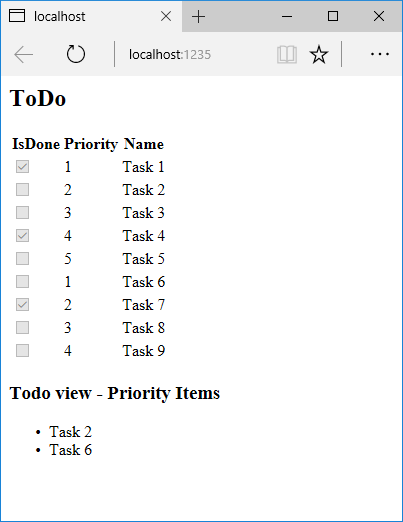 localhost
localhost:1235
ToDo
IsDone Priority Name
1 Task 1
2 Task 2
3 Task 3
4 Task 4
5 Task 5
1 Task 6
2 Task 7
3 Task 8
4 Task 9
Todo view - Priority Items
• Task 2
• Task 6